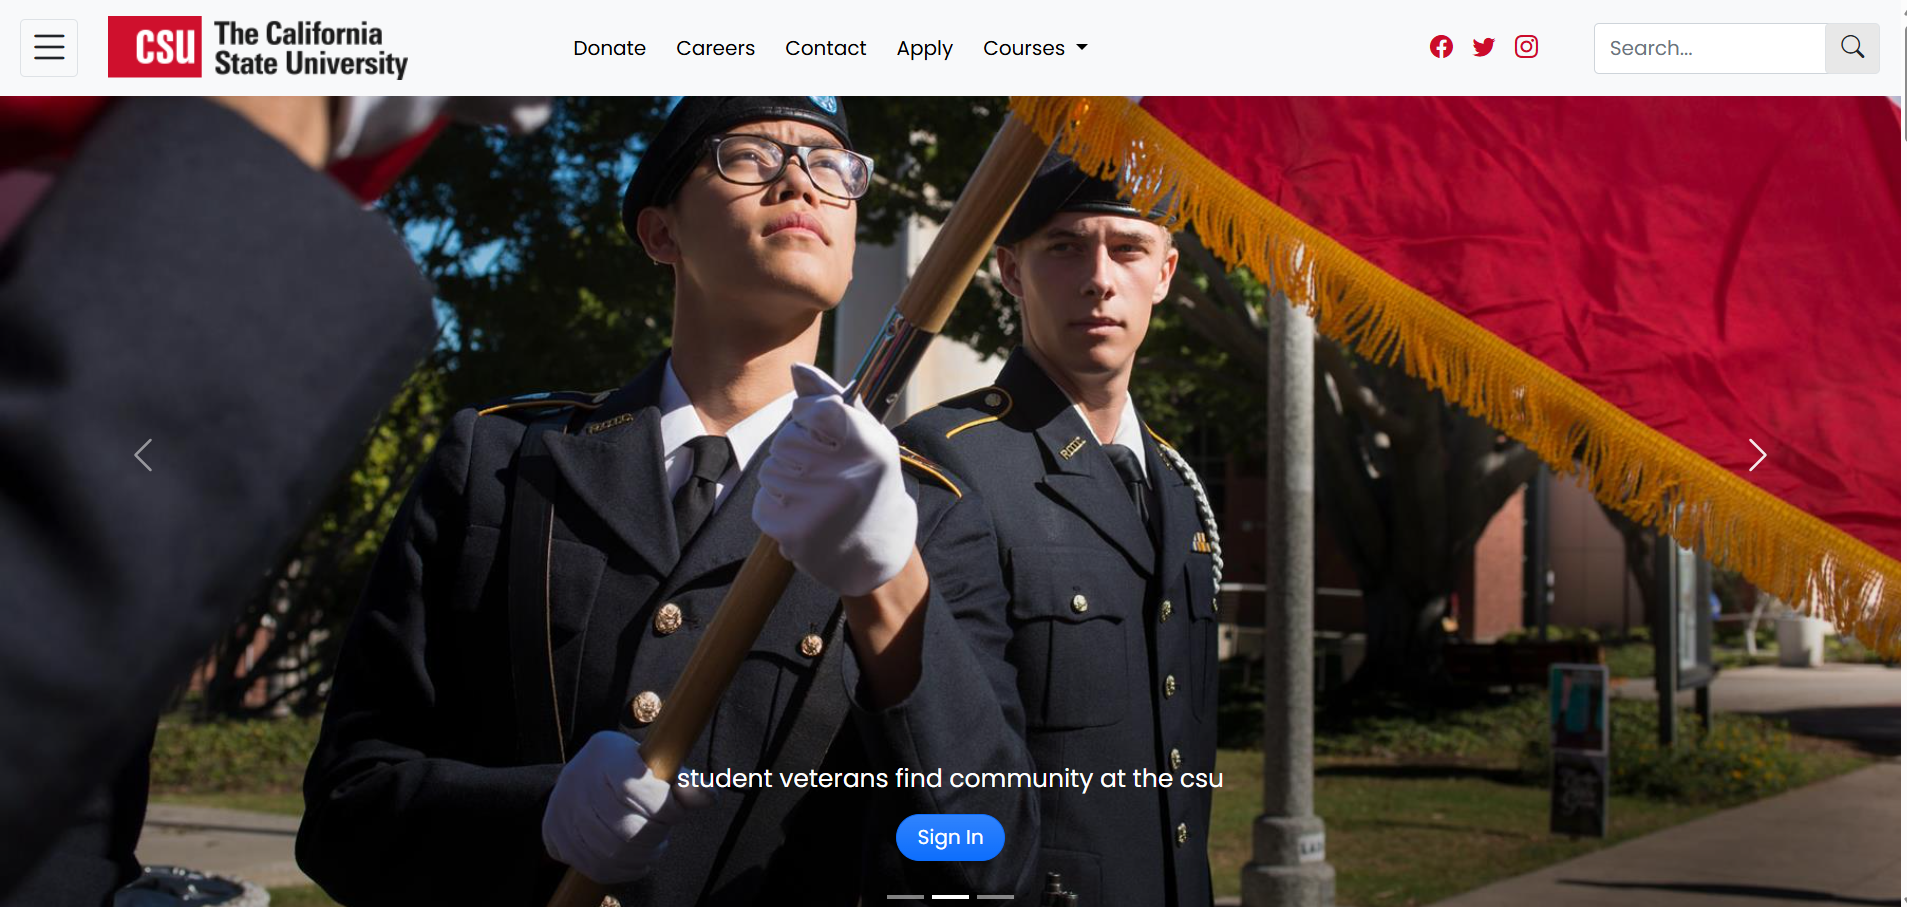 CSU The California
State University
Donate Careers Contact Apply Courses
Search...
student veterans find community at the csu
Sign In